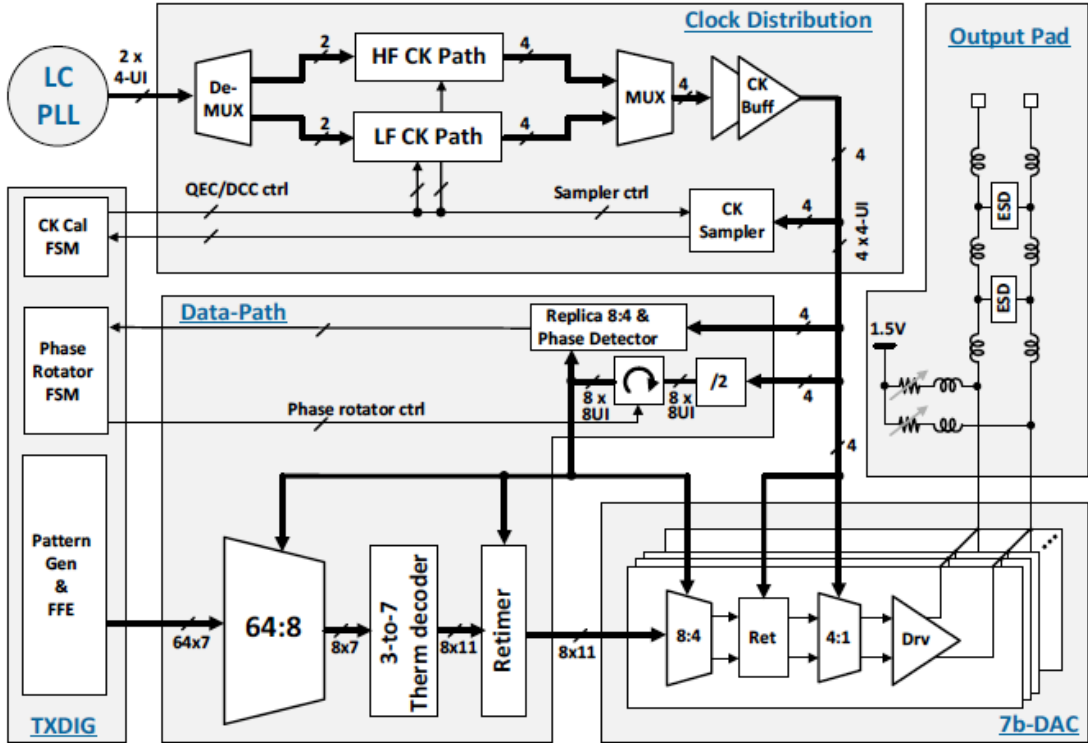 Clock Distribution
Output Pad
LC
PLL
2 x
4-UI
De-
MUX
2
HF CK Path
4
2
LF CK Path
4
MUX
4
CK
Buff
4
QEC/DCC ctrl
Sampler ctrl
CK Cal
FSM
CK
Sampler
4
4 x 4-UI
ESD
ESD
1.5V
Data-Path
Replica 8:4 &
Phase Detector
4
Phase
Rotator
FSM
/2
8 x
8UI
8 x
8UI
4
Phase rotator ctrl
4
Pattern
Gen
&
FFE
64x7
64:8
8x7
3-to-7
Therm decoder
8x11
Retimer
8x11
8:4
Ret
4:1
Drv
TXDIG
7b-DAC